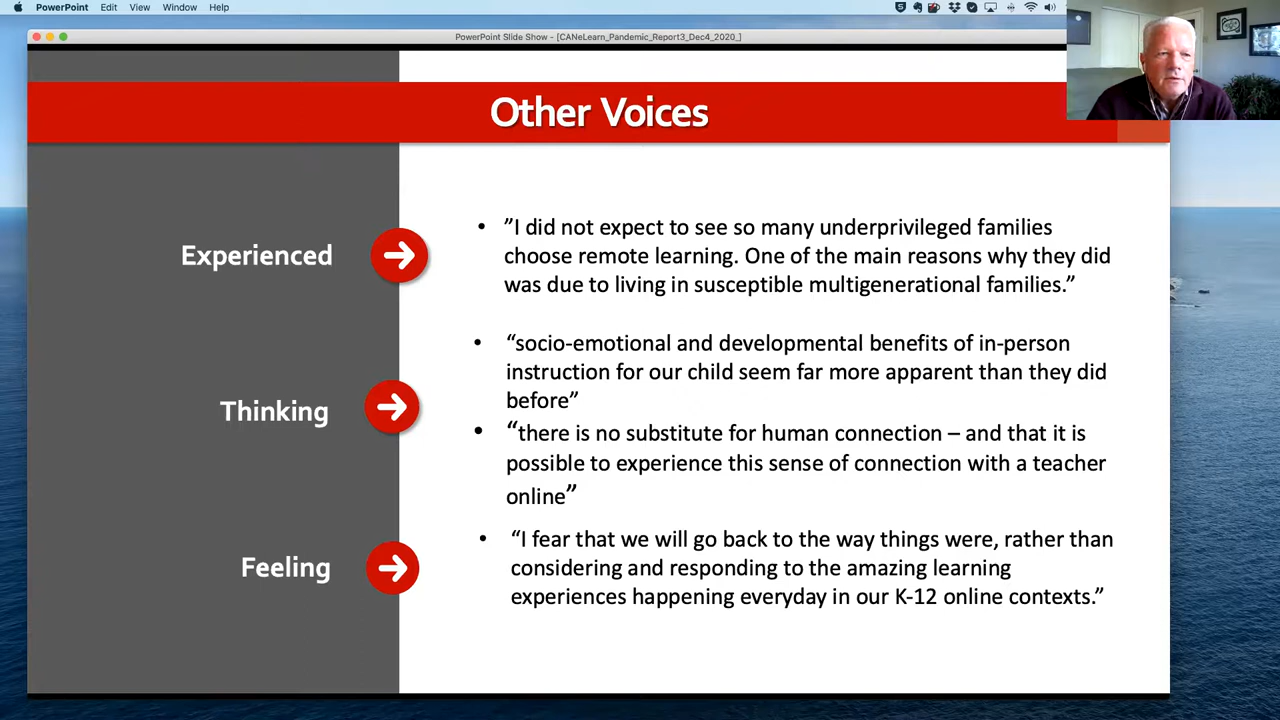 PowerPoint Edit View Window Help
PowerPoint Slide Show - [CANeLearn_Pandemic_Report3_Dec4_2020_]
Other Voices
Experienced
• ”I did not expect to see so many underprivileged families
choose remote learning. One of the main reasons why they did
was due to living in susceptible multigenerational families.”
Thinking
• “socio-emotional and developmental benefits of in-person
instruction for our child seem far more apparent than they did
before”
• “there is no substitute for human connection – and that it is
possible to experience this sense of connection with a teacher
online”
Feeling
• “I fear that we will go back to the way things were, rather than
considering and responding to the amazing learning
experiences happening everyday in our K-12 online contexts.”